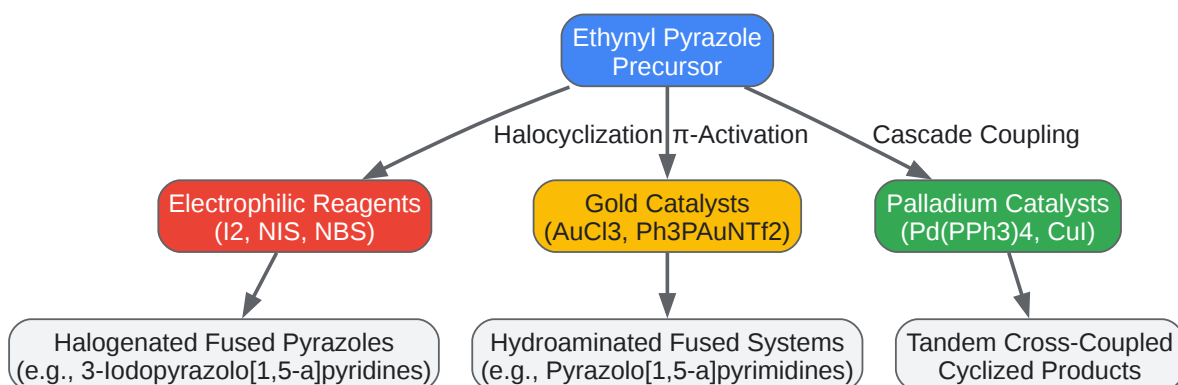 Ethynyl Pyrazole
Precursor
Halocyclization
π-Activation
Cascade Coupling
Electrophilic Reagents
(I2, NIS, NBS)
Gold Catalysts
(AuCl3, Ph3PAuNTf2)
Palladium Catalysts
(Pd(PPh3)4, CuI)
Halogenated Fused Pyrazoles
(e.g., 3-Iodopyrazolo[1,5-a]pyridines)
Hydroaminated Fused Systems
(e.g., Pyrazolo[1,5-a]pyrimidines)
Tandem Cross-Coupled
Cyclized Products